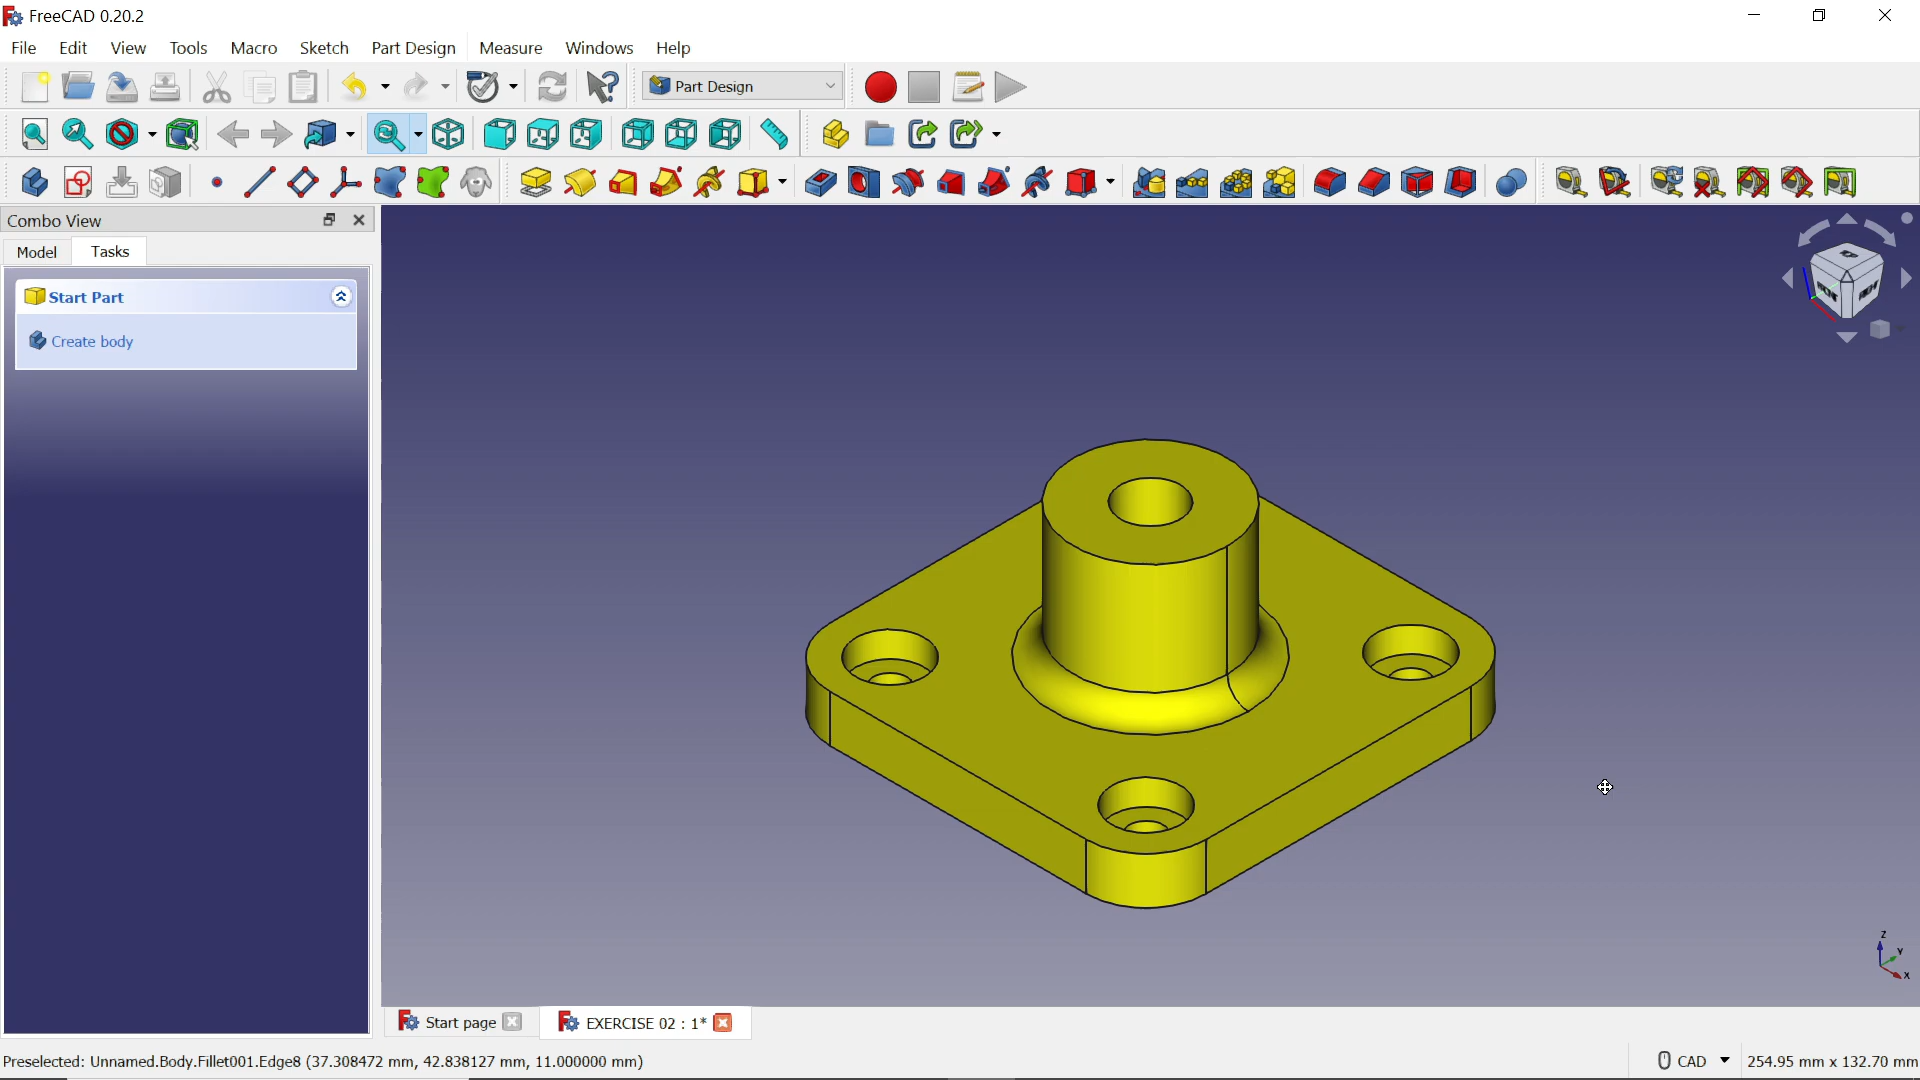 FreeCAD 0.20.2
File Edit View Tools Macro Sketch Part Design Measure Windows Help
Part Design
Combo View
Model Tasks
Start Part
Create body
Z
Y
X
Start page EXERCISE 02 : 1*
Preselected: Unnamed.Body.Fillet001.Edge8 (37.308472 mm, 42.838127 mm, 11.000000 mm) CAD 254.95 mm x 132.70 mm